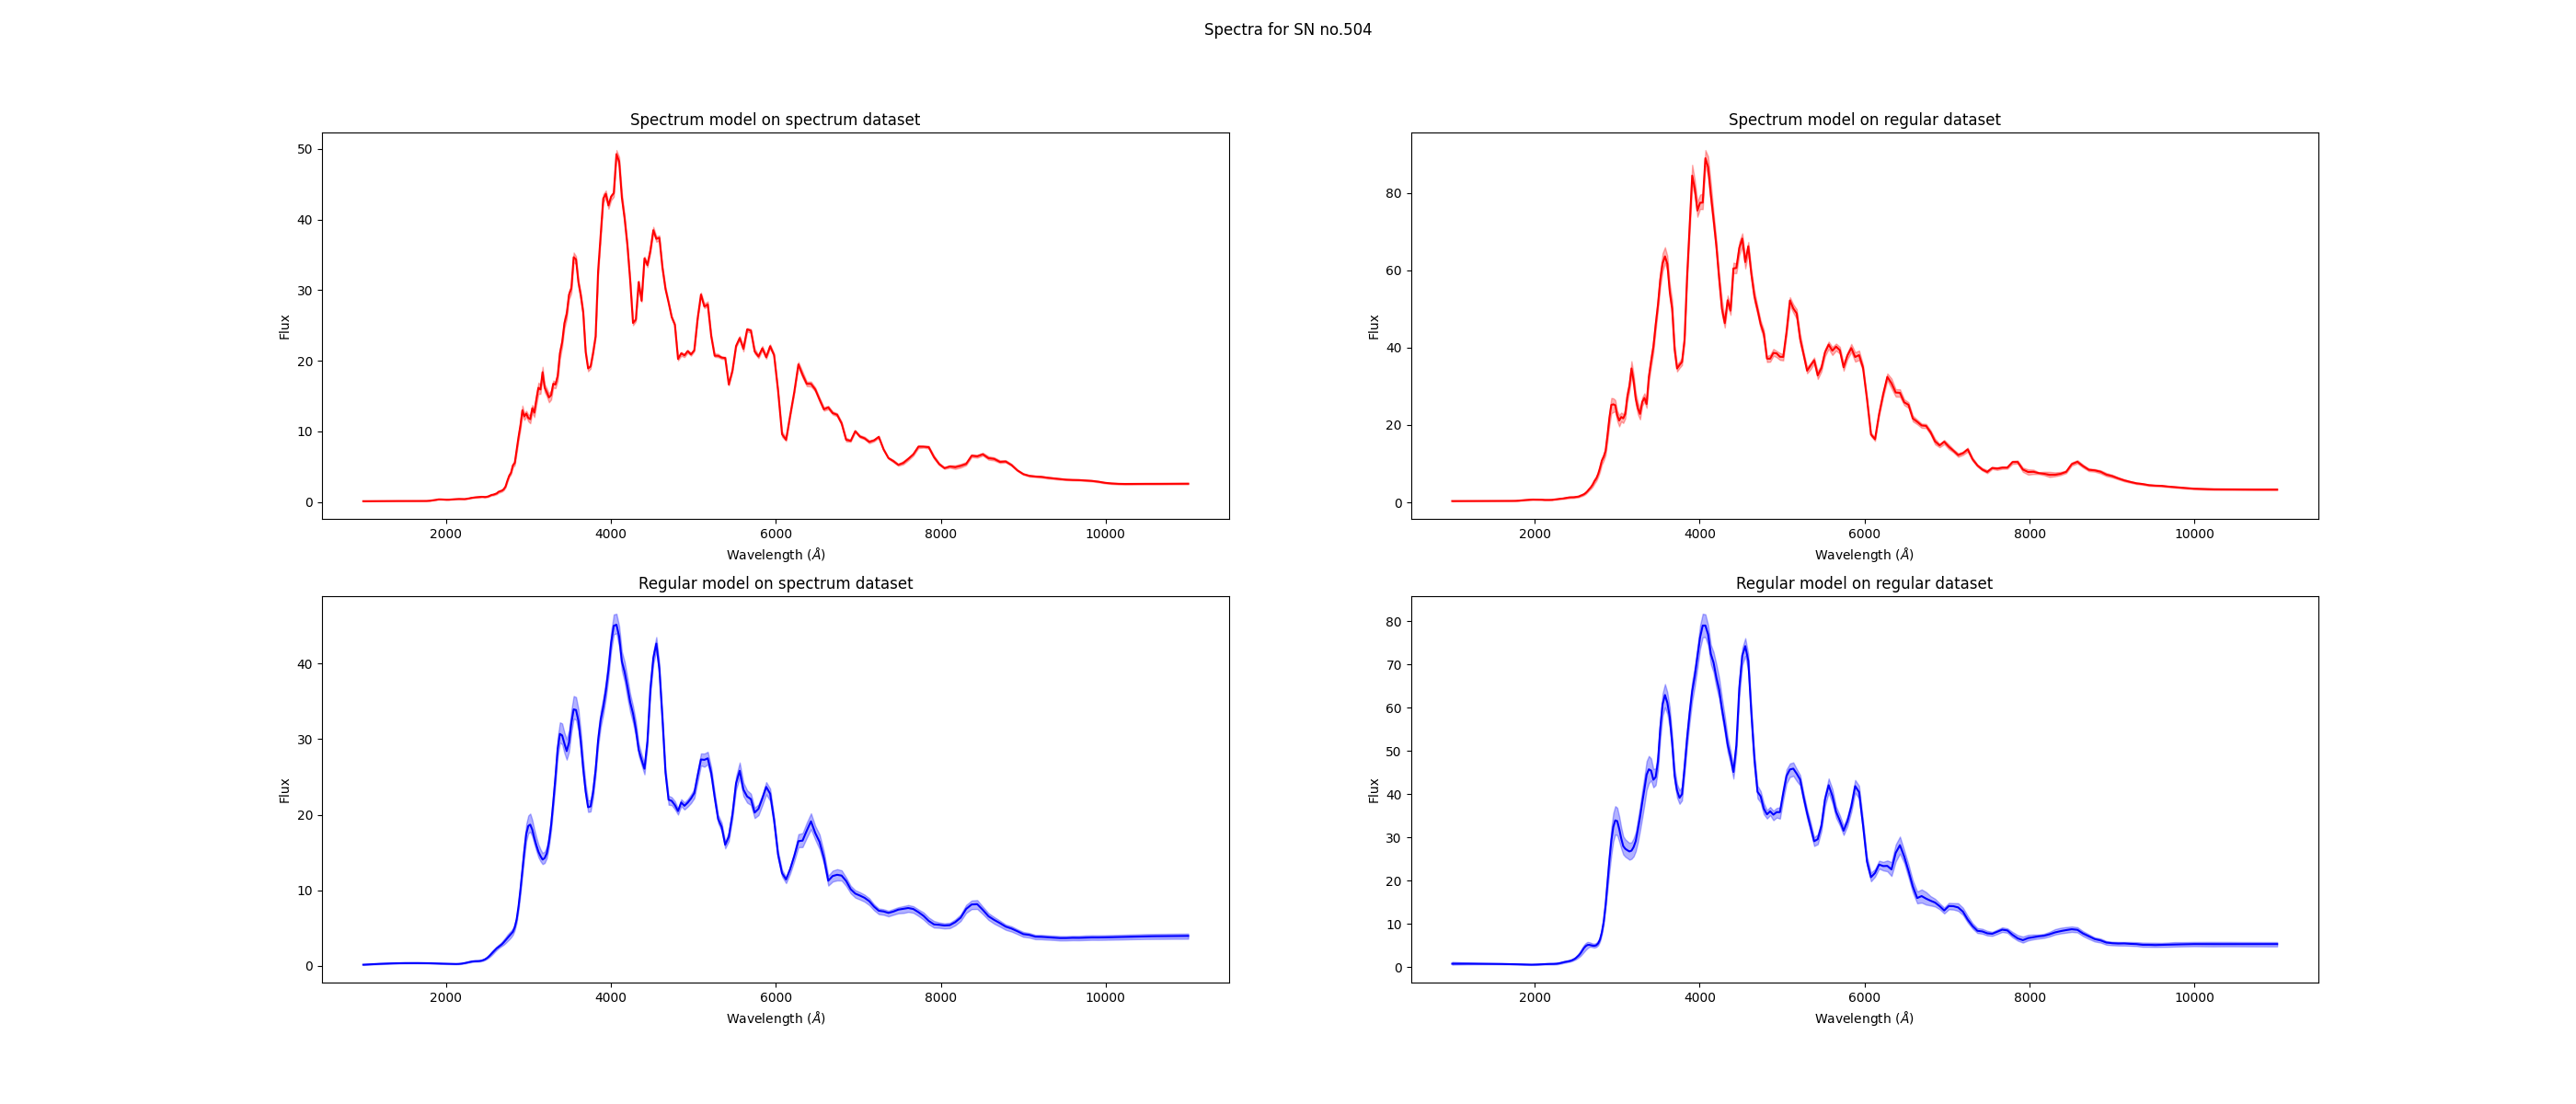 Spectra for SN no.504
Spectrum model on spectrum dataset
Flux
50
40
30
20
10
0
2000 4000 6000 8000 10000
Wavelength (Å)
Spectrum model on regular dataset
Flux
80
60
40
20
0
2000 4000 6000 8000 10000
Wavelength (Å)
Regular model on spectrum dataset
Flux
40
30
20
10
0
2000 4000 6000 8000 10000
Wavelength (Å)
Regular model on regular dataset
Flux
80
70
60
50
40
30
20
10
0
2000 4000 6000 8000 10000
Wavelength (Å)